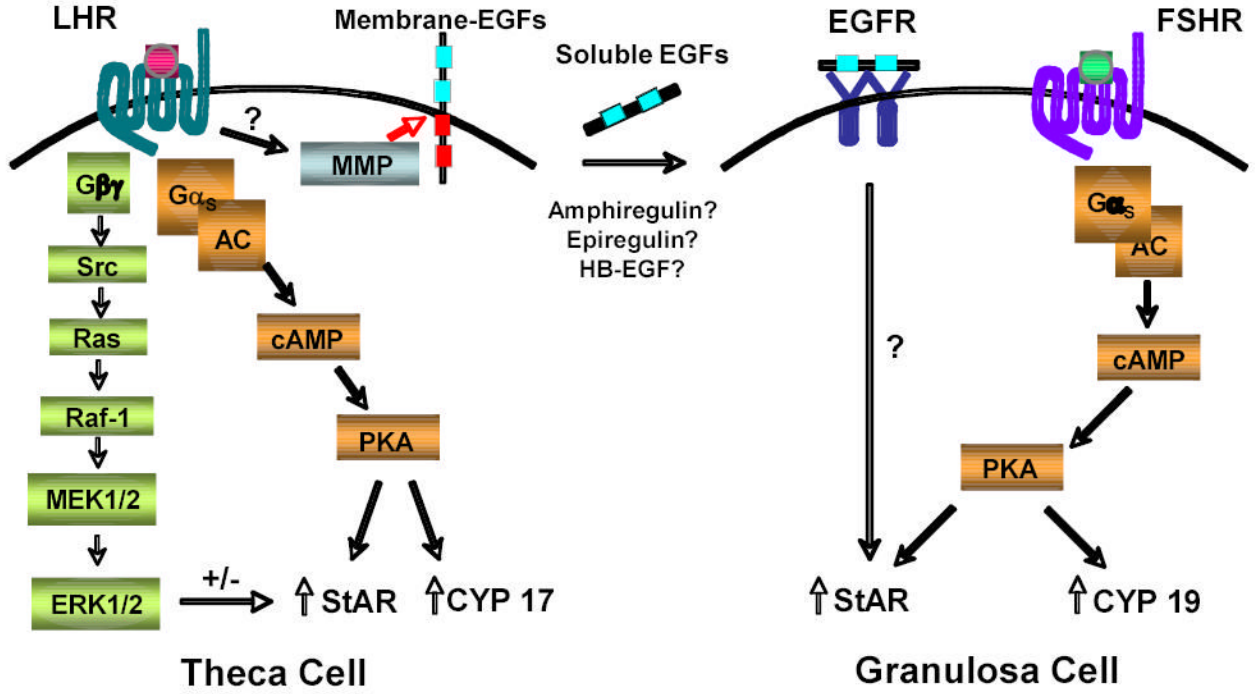 LHR
Membrane-EGFs
?
MMP
Gβγ
Gαs
AC
Src
Ras
Raf-1
MEK1/2
ERK1/2
cAMP
PKA
+/-
StAR
CYP 17
Theca Cell
Soluble EGFs
Amphiregulin?
Epiregulin?
HB-EGF?
EGFR
FSHR
Gαs
AC
cAMP
?
PKA
StAR
CYP 19
Granulosa Cell